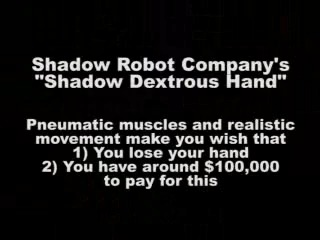 Shadow Robot Company's
"Shadow Dextrous Hand"
Pneumatic muscles and realistic
movement make you wish that
1) You lose your hand
2) You have around $100,000
to pay for this